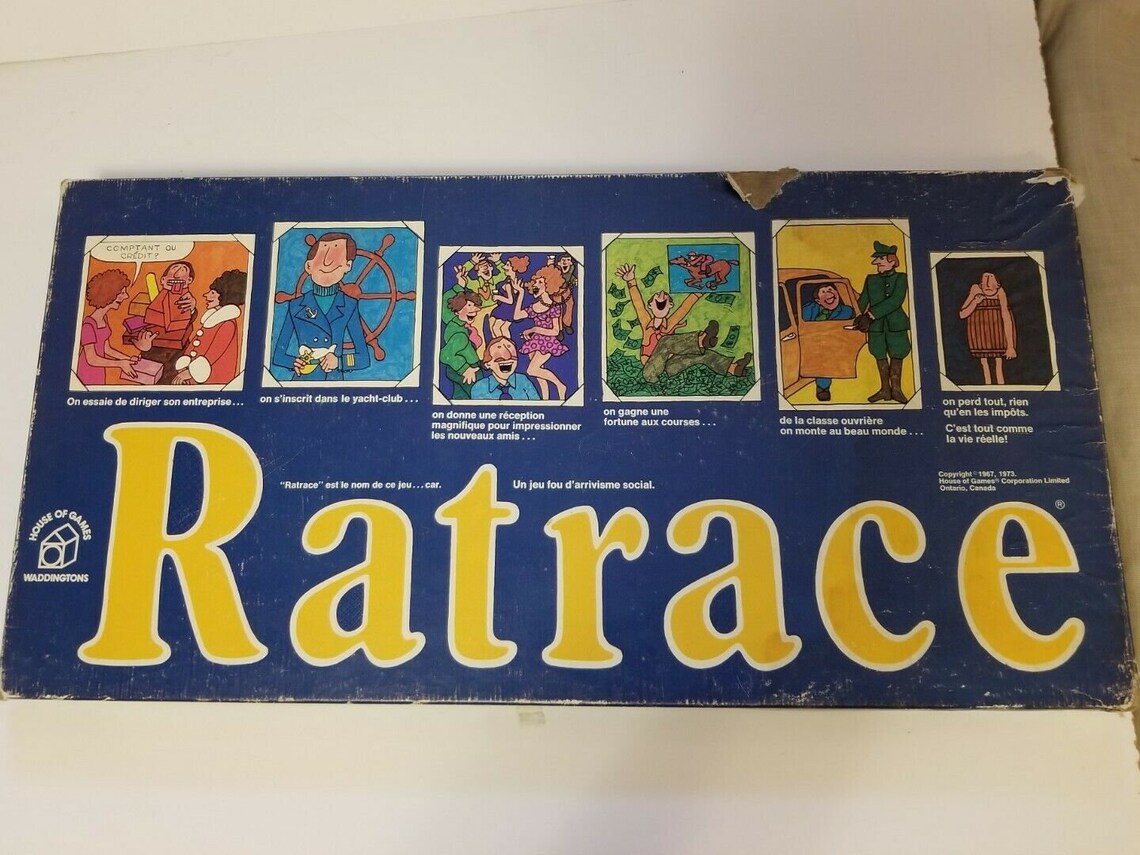 COMPTANT OU
CRÉDIT?
On essaie de diriger son entreprise...
on s'inscrit dans le yacht-club...
on donne une réception
magnifique pour impressionner
les nouveaux amis...
on gagne une
fortune aux courses...
de la classe ouvrière
on monte au beau monde...
on perd tout, rien
qu'en les impôts.
C'est tout comme
la vie réelle!
"Ratrace" est le nom de ce jeu...car.
Un jeu fou d'arrivisme social.
Copyright © 1967, 1973.
House of Games® Corporation Limited
Ontario, Canada
Ratrace®
HOUSE OF GAMES
WADDINGTONS